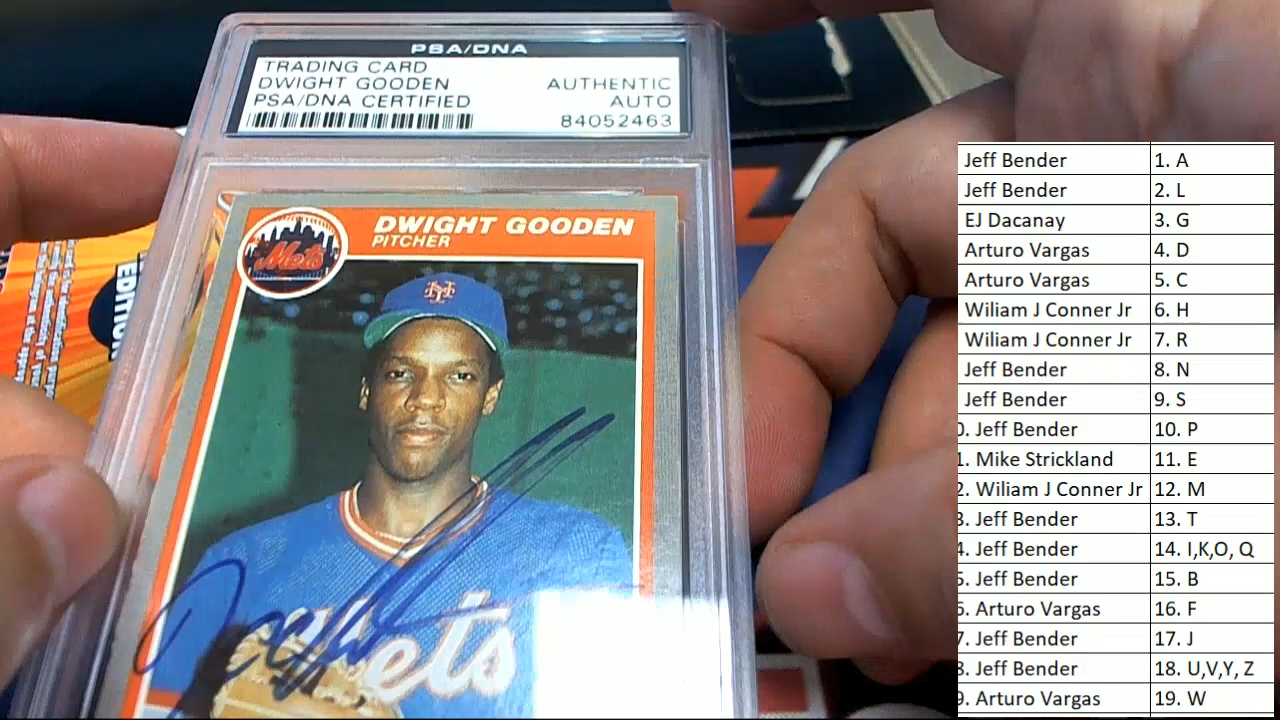 PSA/DNA
TRADING CARD
DWIGHT GOODEN
PSA/DNA CERTIFIED
AUTHENTIC
AUTO
84052463
DWIGHT GOODEN
PITCHER
Mets
EDITION
Jeff Bender 1. A
Jeff Bender 2. L
EJ Dacanay 3. G
Arturo Vargas 4. D
Arturo Vargas 5. C
Wiliam J Conner Jr 6. H
Wiliam J Conner Jr 7. R
Jeff Bender 8. N
Jeff Bender 9. S
0. Jeff Bender 10. P
1. Mike Strickland 11. E
2. Wiliam J Conner Jr 12. M
3. Jeff Bender 13. T
4. Jeff Bender 14. I,K,O, Q
5. Jeff Bender 15. B
6. Arturo Vargas 16. F
7. Jeff Bender 17. J
8. Jeff Bender 18. U,V,Y, Z
9. Arturo Vargas 19. W